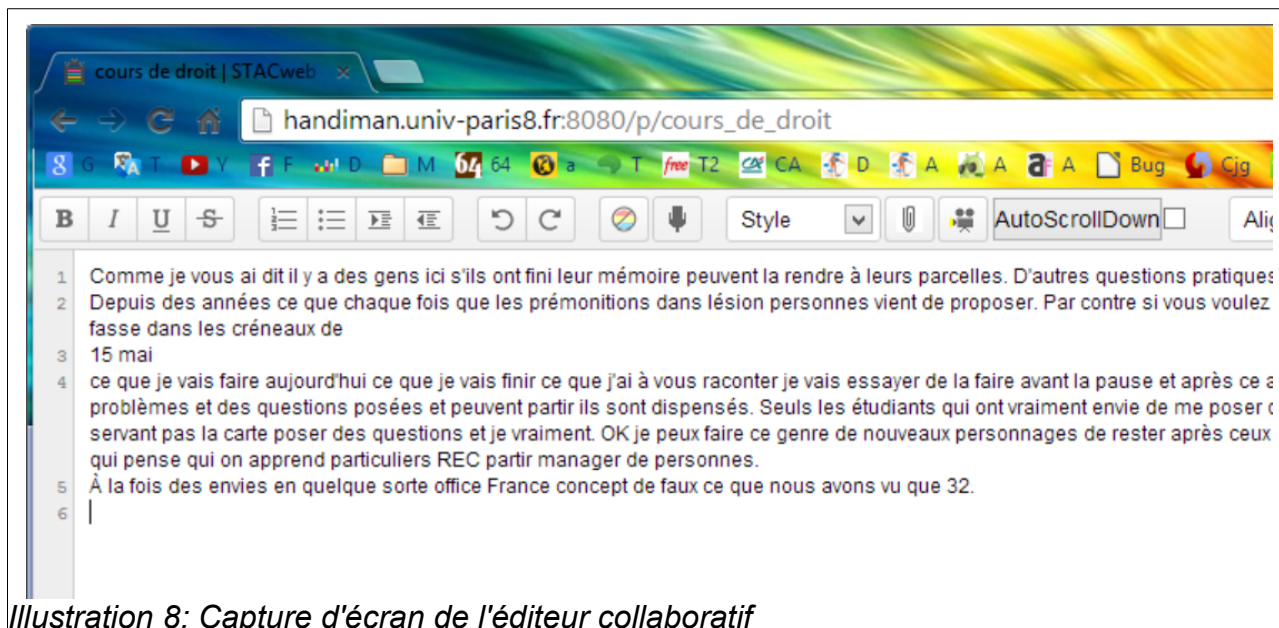 cours de droit | STACweb ×
handiman.univ-paris8.fr:8080/p/cours_de_droit
G T Y F D M 64 64 a T free T2 CA D A A a A Bug Cjg
B I U S Style AutoScrollDown
1 Comme je vous ai dit il y a des gens ici s'ils ont fini leur mémoire peuvent la rendre à leurs parcelles. D'autres questions pratiques
2 Depuis des années ce que chaque fois que les prémonitions dans lésion personnes vient de proposer. Par contre si vous voulez
fasse dans les créneaux de
3 15 mai
4 ce que je vais faire aujourd'hui ce que je vais finir ce que j'ai à vous raconter je vais essayer de la faire avant la pause et après ce a
problèmes et des questions posées et peuvent partir ils sont dispensés. Seuls les étudiants qui ont vraiment envie de me poser
servant pas la carte poser des questions et je vraiment. OK je peux faire ce genre de nouveaux personnages de rester après ceux
qui pense qui on apprend particuliers REC partir manager de personnes.
5 À la fois des envies en quelque sorte office France concept de faux ce que nous avons vu que 32.
6
Illustration 8: Capture d'écran de l'éditeur collaboratif